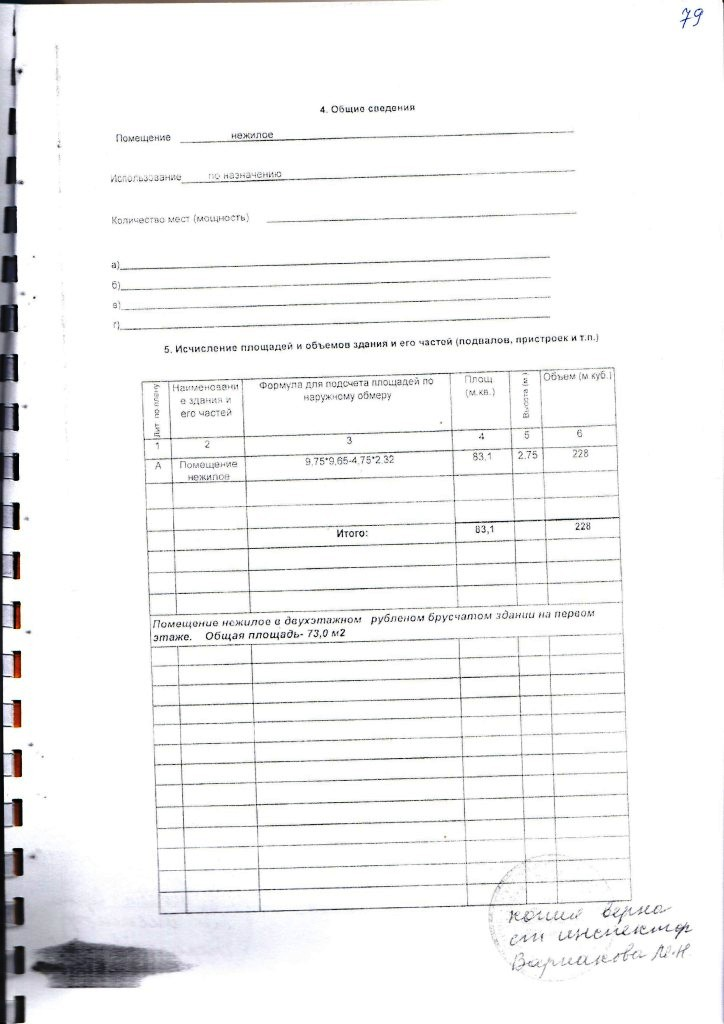 79
4. Общие сведения
Помещение нежилое
Использование по назначению
Количество мест (мощность)
а)
б)
в)
г)
5. Исчисление площадей и объемов здания и его частей (подвалов, пристроек и т.п.)
Лит. по плану
Наименовани
е здания и
его частей
Формула для подсчета площадей по
наружному обмеру
Площ
(м.кв.)
Высота (м.)
Объем (м.куб.)
1 2 3 4 5 6
А Помещение 9,75*9,65-4,75*2,32 83,1 2,75 228
нежилое
Итого: 83,1 228
Помещение нежилое в двухэтажном рубленом брусчатом здании на первом
этаже. Общая площадь- 73,0 м2
копия верна
ст инспектор
М.Н